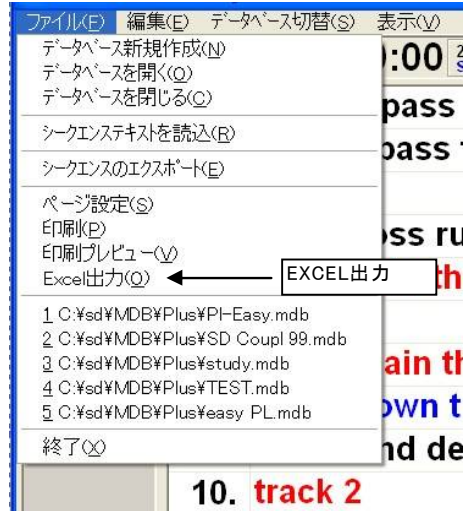 ファイル(F) 編集(E) データベース切替(S) 表示(V)
データベース新規作成(N)
データベースを開く(O)
データベースを閉じる(C)
シークエンステキストを読込(R)
シークエンスのエクスポート(E)
ページ設定(S)
印刷(P)
印刷プレビュー(V)
Excel出力(O)
EXCEL出力
1 C:¥sd¥MDB¥Plus¥Pl-Easy.mdb
2 C:¥sd¥MDB¥Plus¥SD Coupl 99.mdb
3 C:¥sd¥MDB¥Plus¥study.mdb
4 C:¥sd¥MDB¥Plus¥TEST.mdb
5 C:¥sd¥MDB¥Plus¥easy PL.mdb
終了(X)
:00
pass
pass
oss ru
th
ain th
own t
nd de
10. track 2